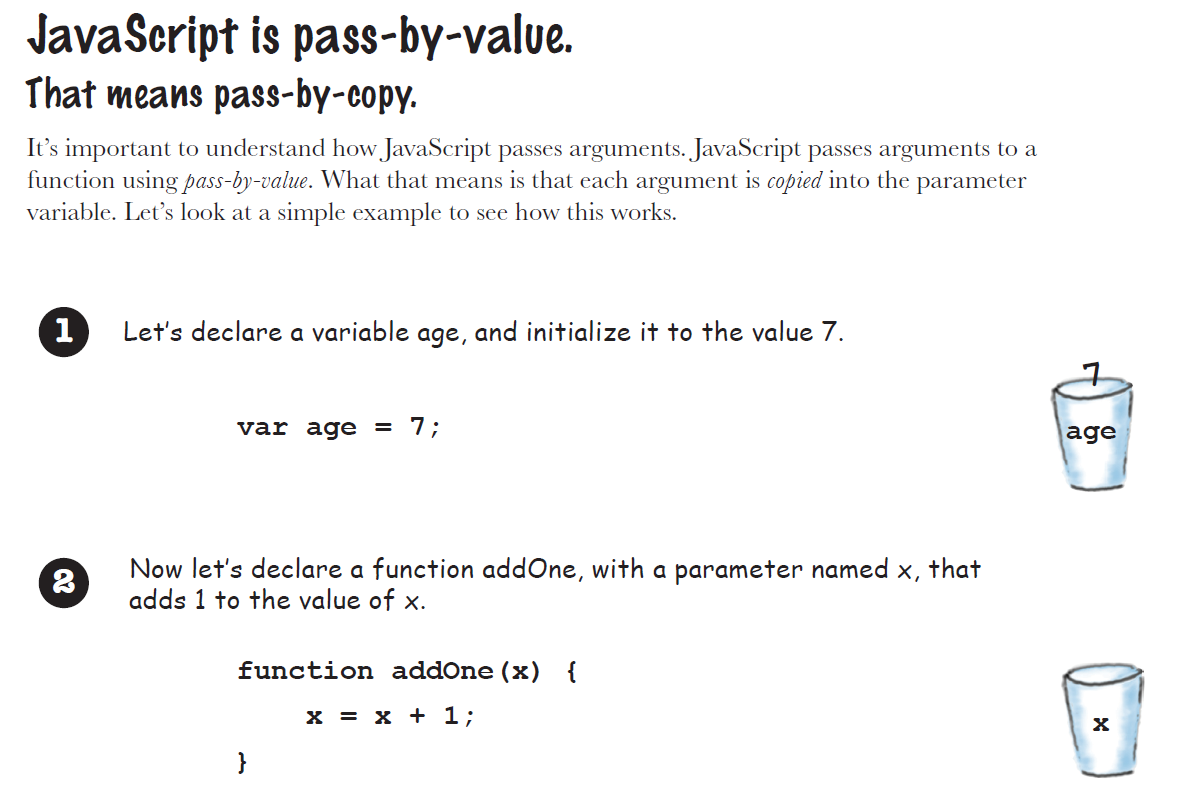 JavaScript is pass-by-value.
That means pass-by-copy.
It’s important to understand how JavaScript passes arguments. JavaScript passes arguments to a
function using pass-by-value. What that means is that each argument is copied into the parameter
variable. Let’s look at a simple example to see how this works.
1
Let’s declare a variable age, and initialize it to the value 7.
7
var age = 7;
age
2
Now let’s declare a function addOne, with a parameter named x, that
adds 1 to the value of x.
function addOne(x) {
x = x + 1;
x
}